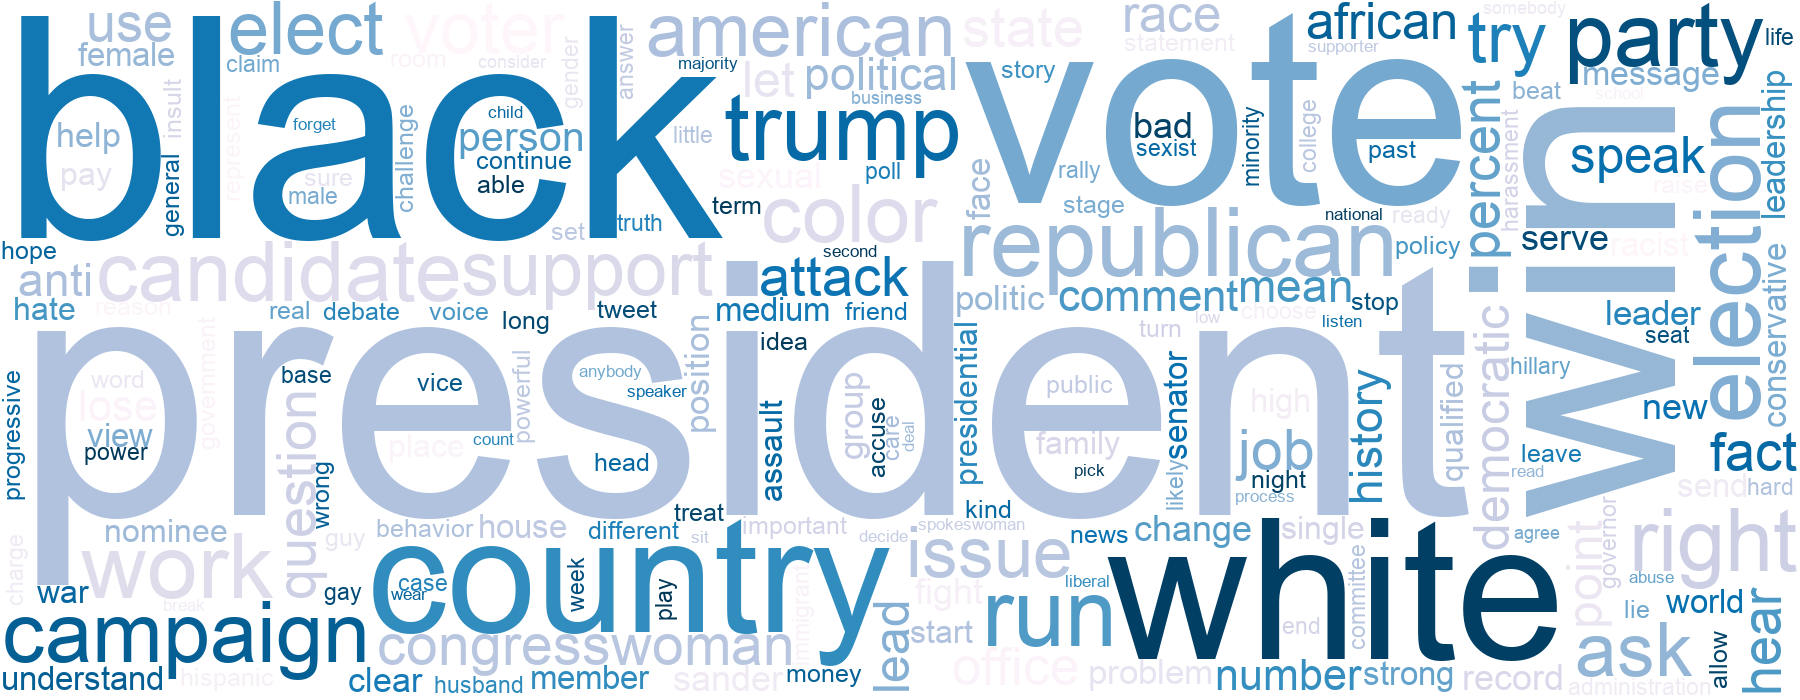 black
president
vote
win
white
country
republican
candidate
support
american
trump
party
campaign
election
congresswoman
elect
voter
state
race
african
try
use
female
claim
room
consider
gender
answer
majority
let
political
business
story
statement
supporter
somebody
life
message
school
beat
leadership
help
pay
general
insult
represent
forget
sure
male
challenge
child
person
continue
able
little
truth
set
term
sexual
poll
color
face
rally
stage
bad
sexist
minority
college
past
percent
harassment
speak
raise
national
ready
policy
serve
racist
conservative
hope
anti
hate
reason
real
debate
voice
tweet
long
attack
second
medium
friend
idea
politic
comment
mean
stop
choose
low
listen
turn
leader
seat
hillary
progressive
word
lose
view
power
government
base
question
wrong
vice
place
count
powerful
anybody
speaker
position
head
assault
group
accuse
care
deal
presidential
public
family
pick
kind
senator
likely
high
job
night
process
history
qualified
democratic
new
fact
leave
read
send
hard
nominee
work
guy
behavior
house
different
treat
sit
important
decide
spokeswoman
issue
news
change
single
agree
point
governor
right
charge
war
break
gay
case
wear
week
play
immigrant
lead
fight
start
run
liberal
end
committee
abuse
lie
world
hear
understand
hispanic
clear
husband
member
sander
money
office
problem
number
strong
record
ask
administration
allow